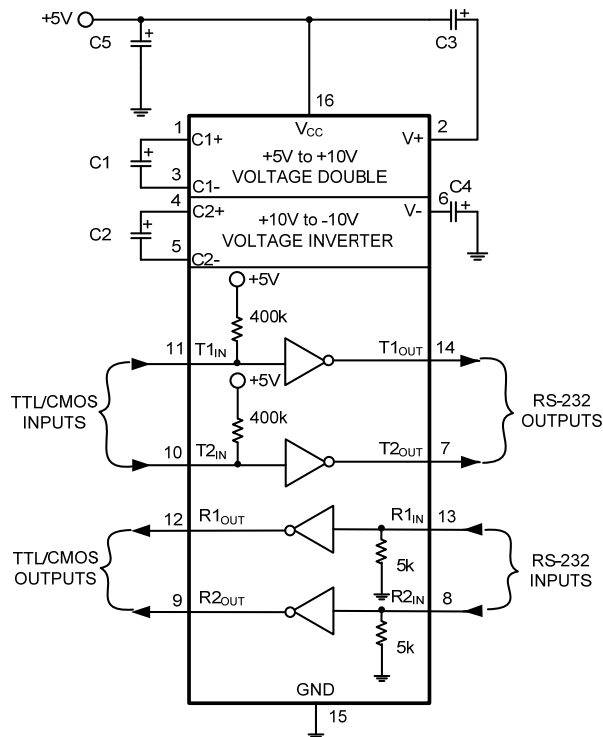 +5V
C5
+
C3
+
16
1
VCC
2
C1+
V+
C1
+
+5V to +10V
VOLTAGE DOUBLE
3
C1-
4
C2+
+10V to -10V
VOLTAGE INVERTER
V-
6
C4
+
C2
+
5
C2-
+5V
400k
11
T1IN
T1OUT
14
+5V
TTL/CMOS
INPUTS
400k
RS-232
OUTPUTS
10
T2IN
T2OUT
7
12
R1OUT
R1IN
13
TTL/CMOS
OUTPUTS
5k
RS-232
INPUTS
9
R2OUT
R2IN
8
5k
GND
15